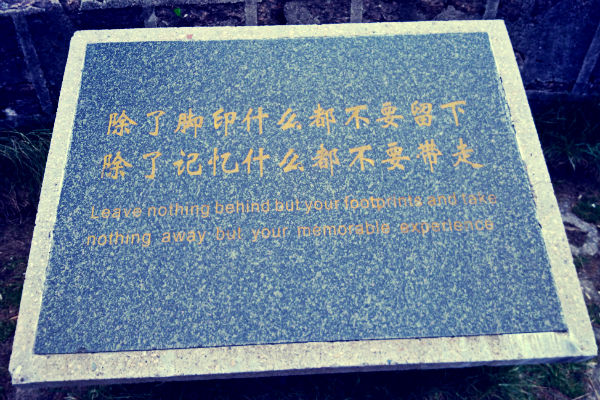 除了脚印什么都不要留下
除了记忆什么都不要带走
Leave nothing behind but your footprints and take
nothing away but your memorable experience